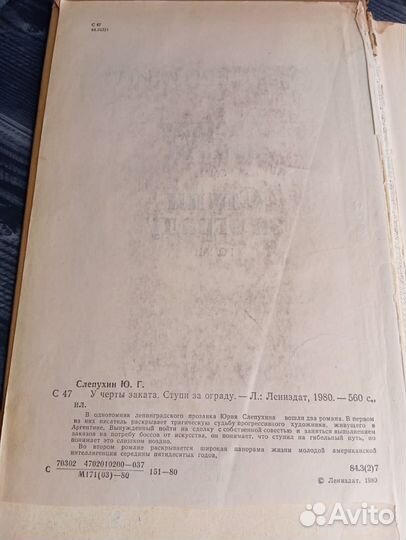 С 47
84.3(2)7
Слепухин Ю. Г.
С 47 У черты заката. Ступи за ограду. — Л.: Лениздат, 1980. — 560 с., ил.
В однотомник ленинградского прозаика Юрия Слепухина вошли два романа. В первом
из них писатель раскрывает трагическую судьбу прогрессивного художника, живущего в
Аргентине. Вынужденный пойти на сделку с собственной совестью и заняться выполнением
заказов на потребу боссов от искусства, он понимает, что ступил на гибельный путь, но
понимает это слишком поздно.
Во втором романе раскрывается широкая панорама жизни молодой американской
интеллигенции середины пятидесятых годов.
С 70302 4702010200—037 151—80 84.3(2)7
М171(03)—80
© Лениздат, 1980
Avito